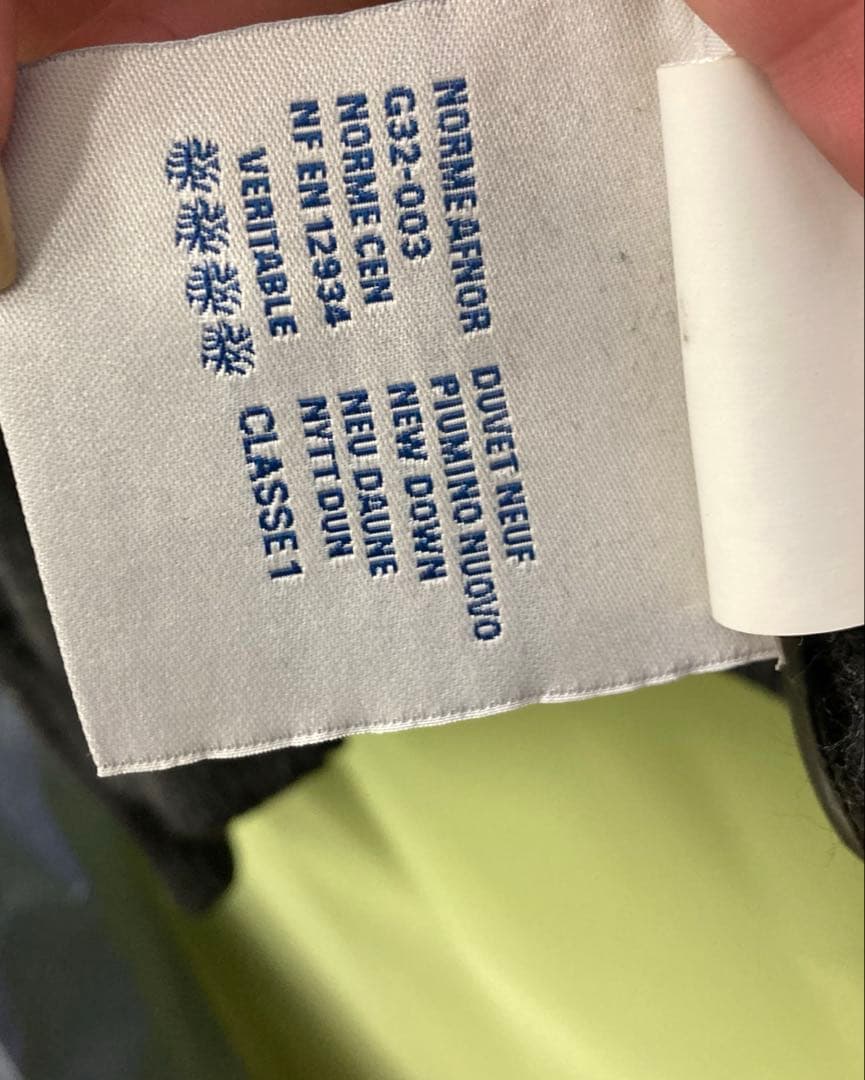 NORME AFNOR
G32-003
NORME CEN
NF EN 12934
VERITABLE
DUVET NEUF
PIUMINO NUOVO
NEW DOWN
NEU DAUNE
NYTT DUN
CLASSE 1